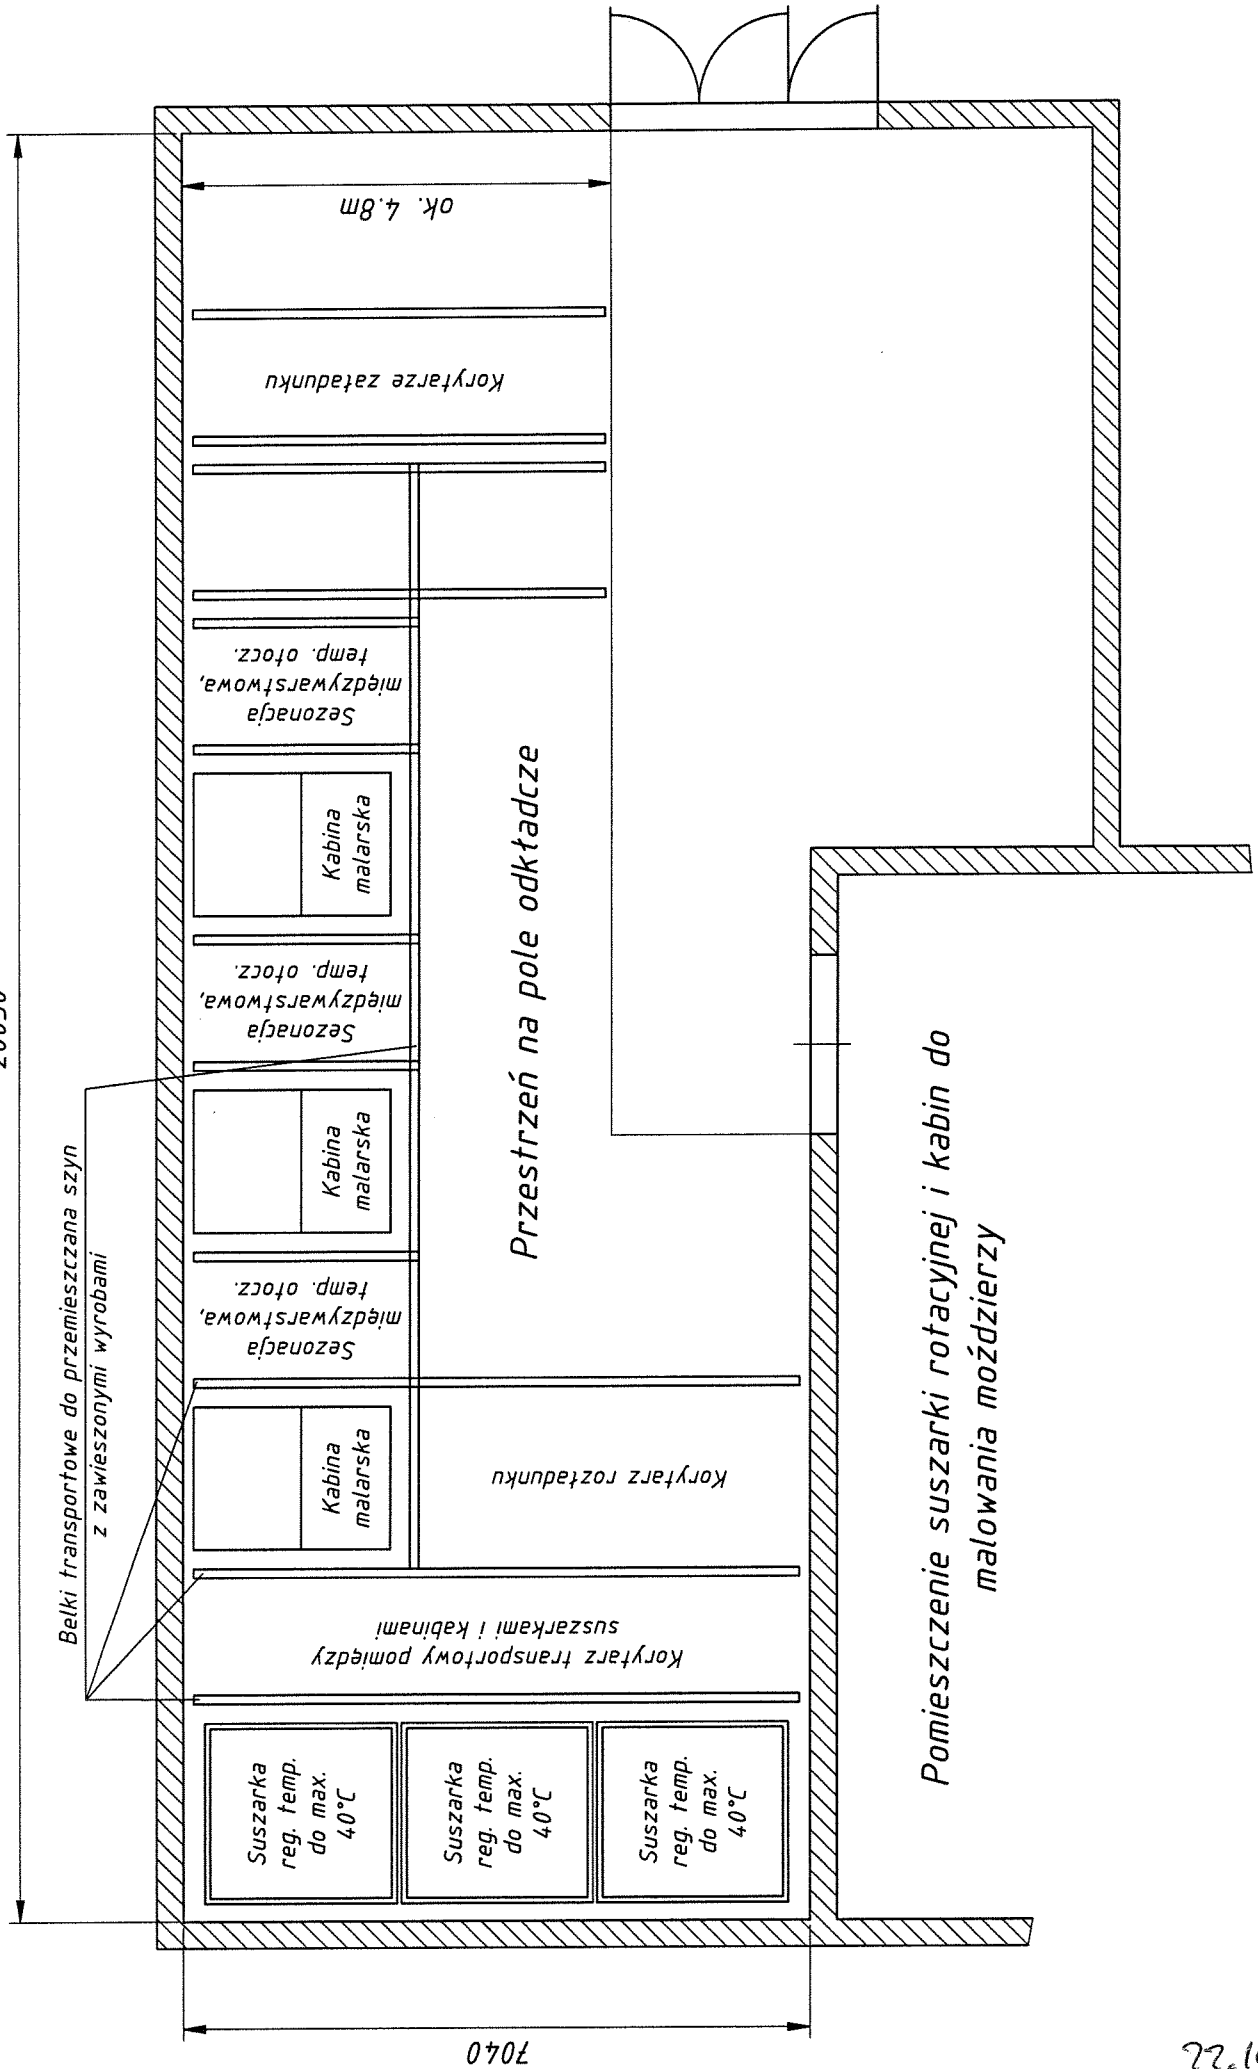 20050
Belki transportowe do przemieszczana szyn
z zawieszonymi wyrobami
ok. 4.8m
Korytarze załadunku
Sezonacja
międzywarstwowa,
temp. otocz.
Kabina
malarska
Sezonacja
międzywarstwowa,
temp. otocz.
Kabina
malarska
Sezonacja
międzywarstwowa,
temp. otocz.
Kabina
malarska
Przestrzeń na pole odkładcze
Korytarz rozładunku
Korytarz transportowy pomiędzy
suszarkami i kabinami
Suszarka
reg. temp.
do max.
40°C
Suszarka
reg. temp.
do max.
40°C
Suszarka
reg. temp.
do max.
40°C
7040
Pomieszczenie suszarki rotacyjnej i kabin do
malowania moździerzy